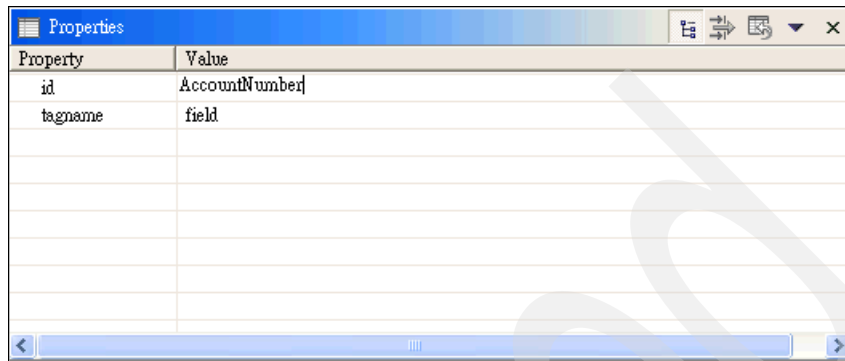 Properties
Property Value
id AccountNumber
tagname field